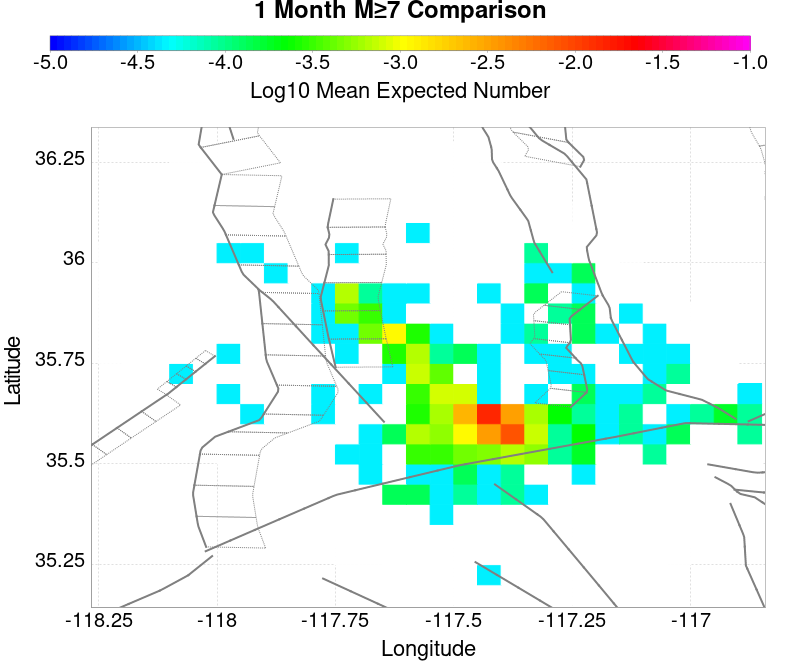 1 Month M≥7 Comparison
-5.0 -4.5 -4.0 -3.5 -3.0 -2.5 -2.0 -1.5 -1.0
Log10 Mean Expected Number
36.25
36
35.75
35.5
35.25
Latitude
-118.25 -118 -117.75 -117.5 -117.25 -117
Longitude